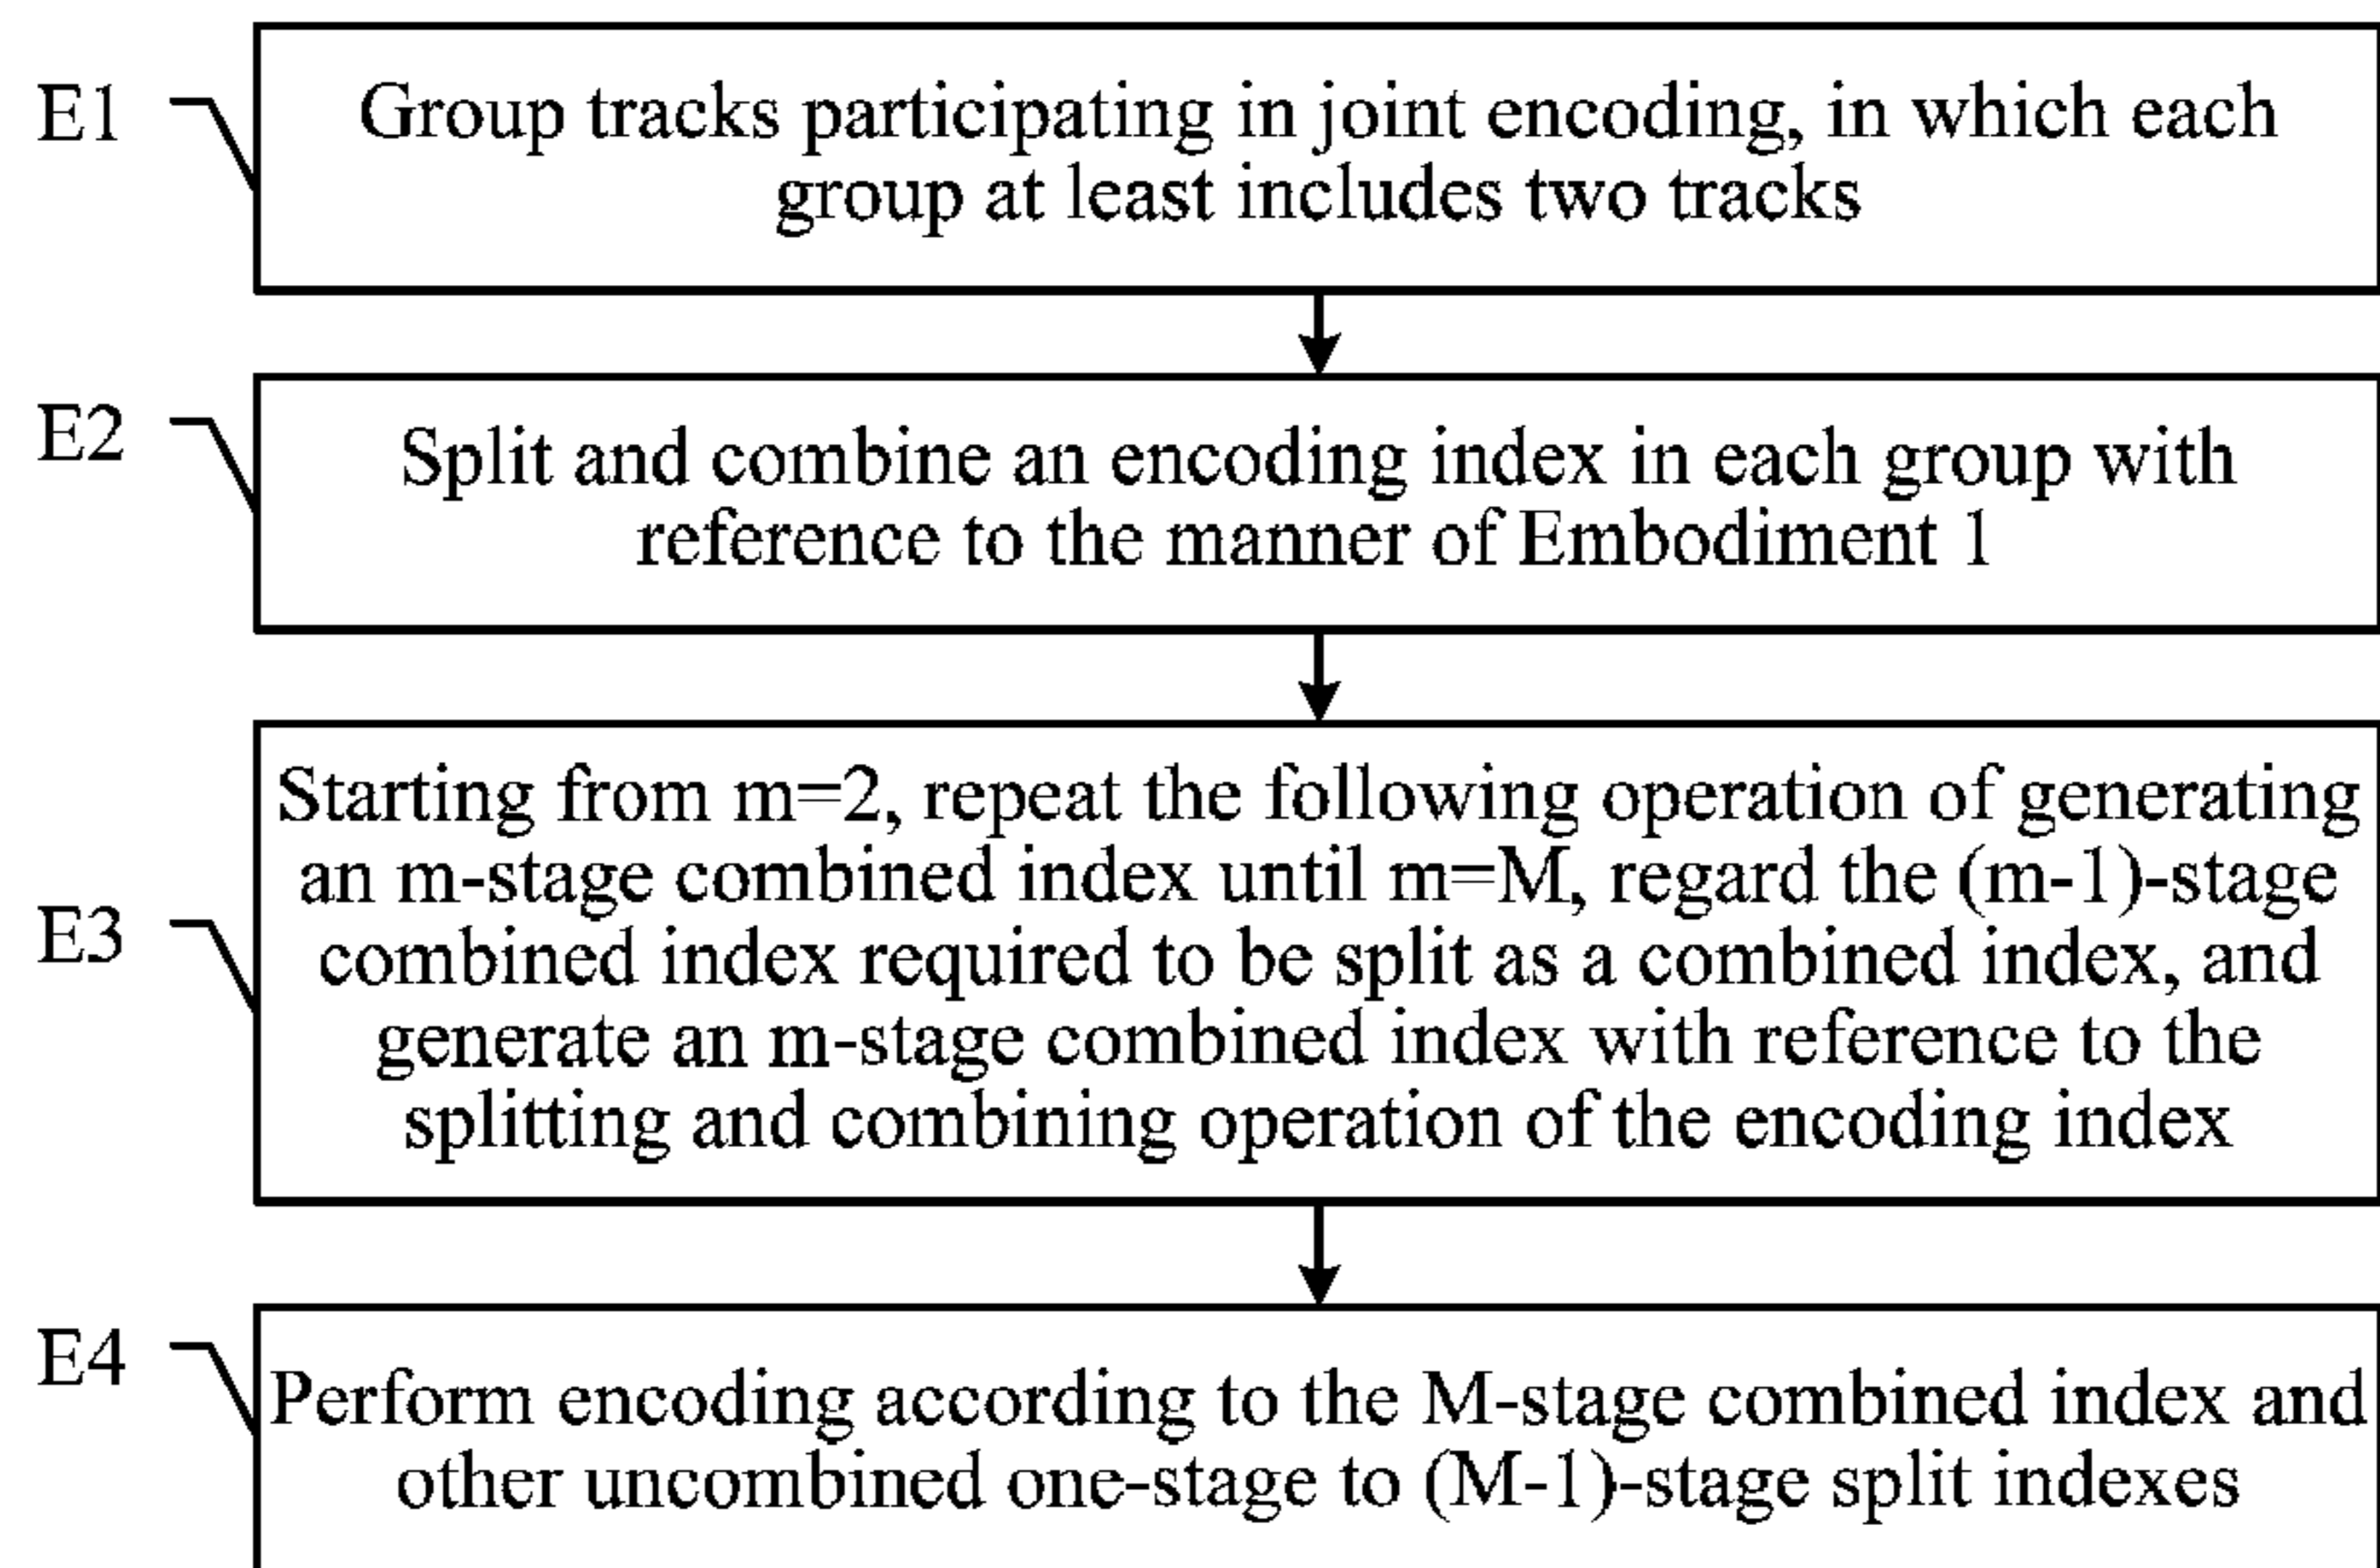 E1
Group tracks participating in joint encoding, in which each
group at least includes two tracks
E2
Split and combine an encoding index in each group with
reference to the manner of Embodiment 1
E3
Starting from m=2, repeat the following operation of generating
an m-stage combined index until m=M, regard the (m-1)-stage
combined index required to be split as a combined index, and
generate an m-stage combined index with reference to the
splitting and combining operation of the encoding index
E4
Perform encoding according to the M-stage combined index and
other uncombined one-stage to (M-1)-stage split indexes